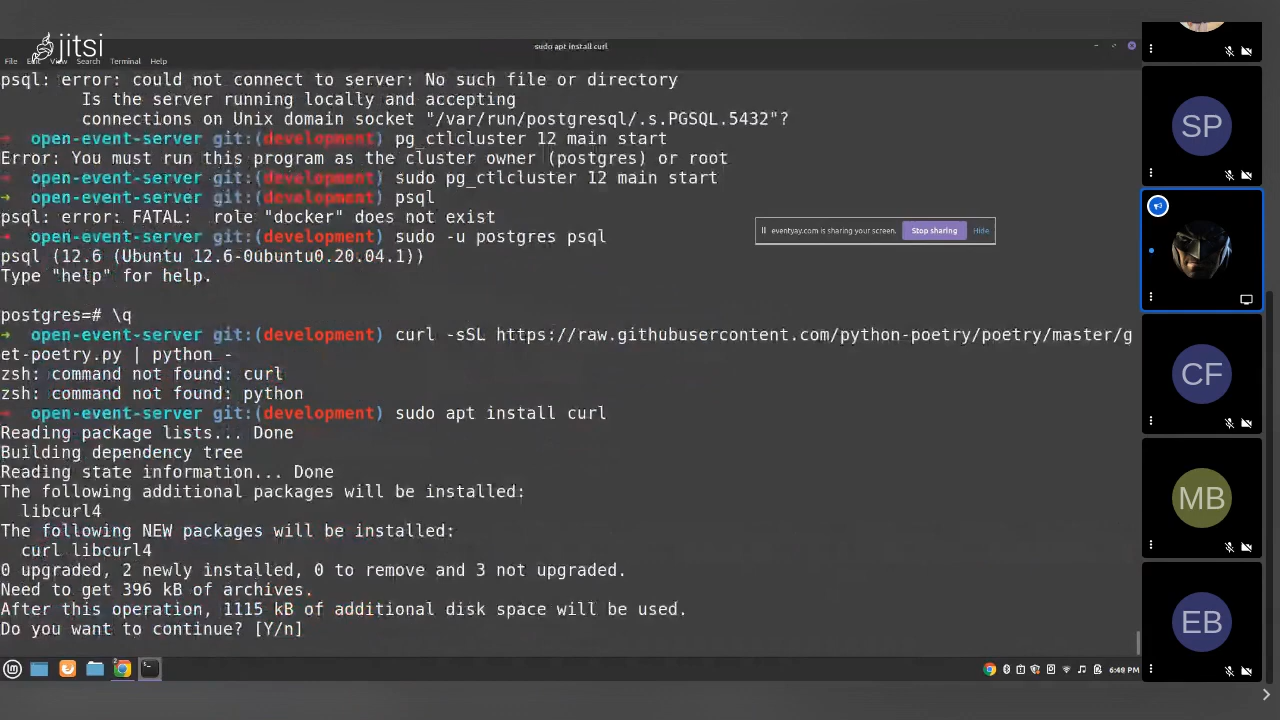 jitsi
sudo apt install curl
File Edit View Search Terminal Help
psql: error: could not connect to server: No such file or directory
Is the server running locally and accepting
connections on Unix domain socket "/var/run/postgresql/.s.PGSQL.5432"?
→ open-event-server git:(development) pg_ctlcluster 12 main start
Error: You must run this program as the cluster owner (postgres) or root
→ open-event-server git:(development) sudo pg_ctlcluster 12 main start
→ open-event-server git:(development) psql
psql: error: FATAL:  role "docker" does not exist
→ open-event-server git:(development) sudo -u postgres psql
psql (12.6 (Ubuntu 12.6-0ubuntu0.20.04.1))
Type "help" for help.
postgres=# \q
→ open-event-server git:(development) curl -sSL https://raw.githubusercontent.com/python-poetry/poetry/master/g
et-poetry.py | python -
zsh: command not found: curl
zsh: command not found: python
→ open-event-server git:(development) sudo apt install curl
Reading package lists... Done
Building dependency tree
Reading state information... Done
The following additional packages will be installed:
libcurl4
The following NEW packages will be installed:
curl libcurl4
0 upgraded, 2 newly installed, 0 to remove and 3 not upgraded.
Need to get 396 kB of archives.
After this operation, 1115 kB of additional disk space will be used.
Do you want to continue? [Y/n]
eventyay.com is sharing your screen. Stop sharing Hide
SP
CF
MB
EB
6:49 PM